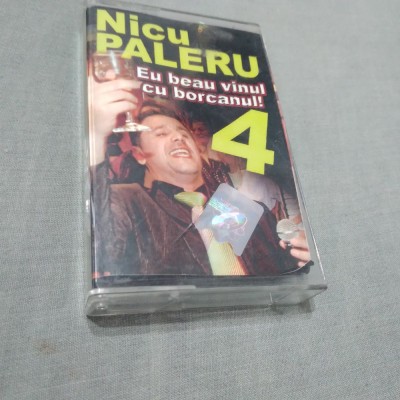 Nicu
PALERU
Eu beau vinul
cu borcanul!
4